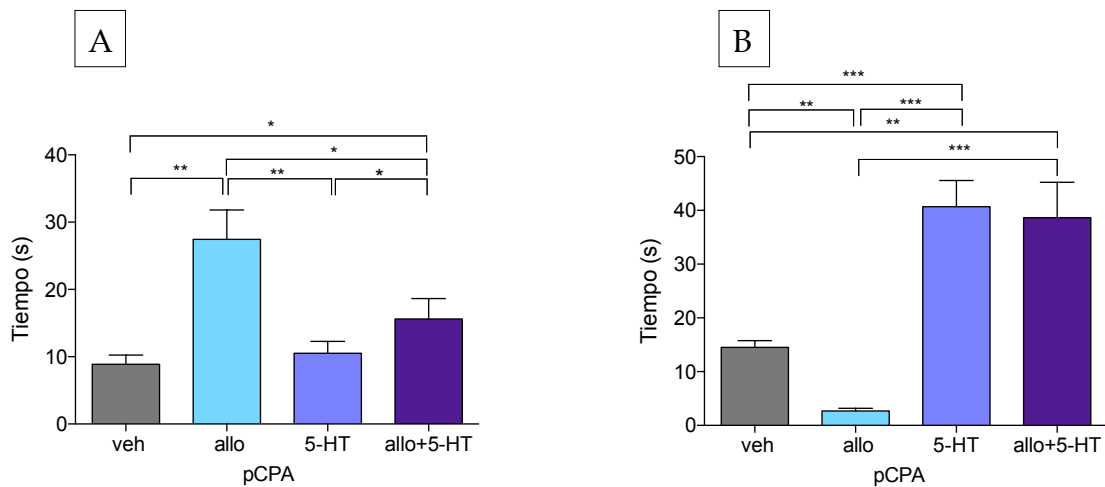 A
*
*
** ** *
40
30
20
10
0
Tiempo (s)
veh allo 5-HT allo+5-HT
pCPA
B
***
** ***
**
***
50
40
30
20
10
0
Tiempo (s)
veh allo 5-HT allo+5-HT
pCPA